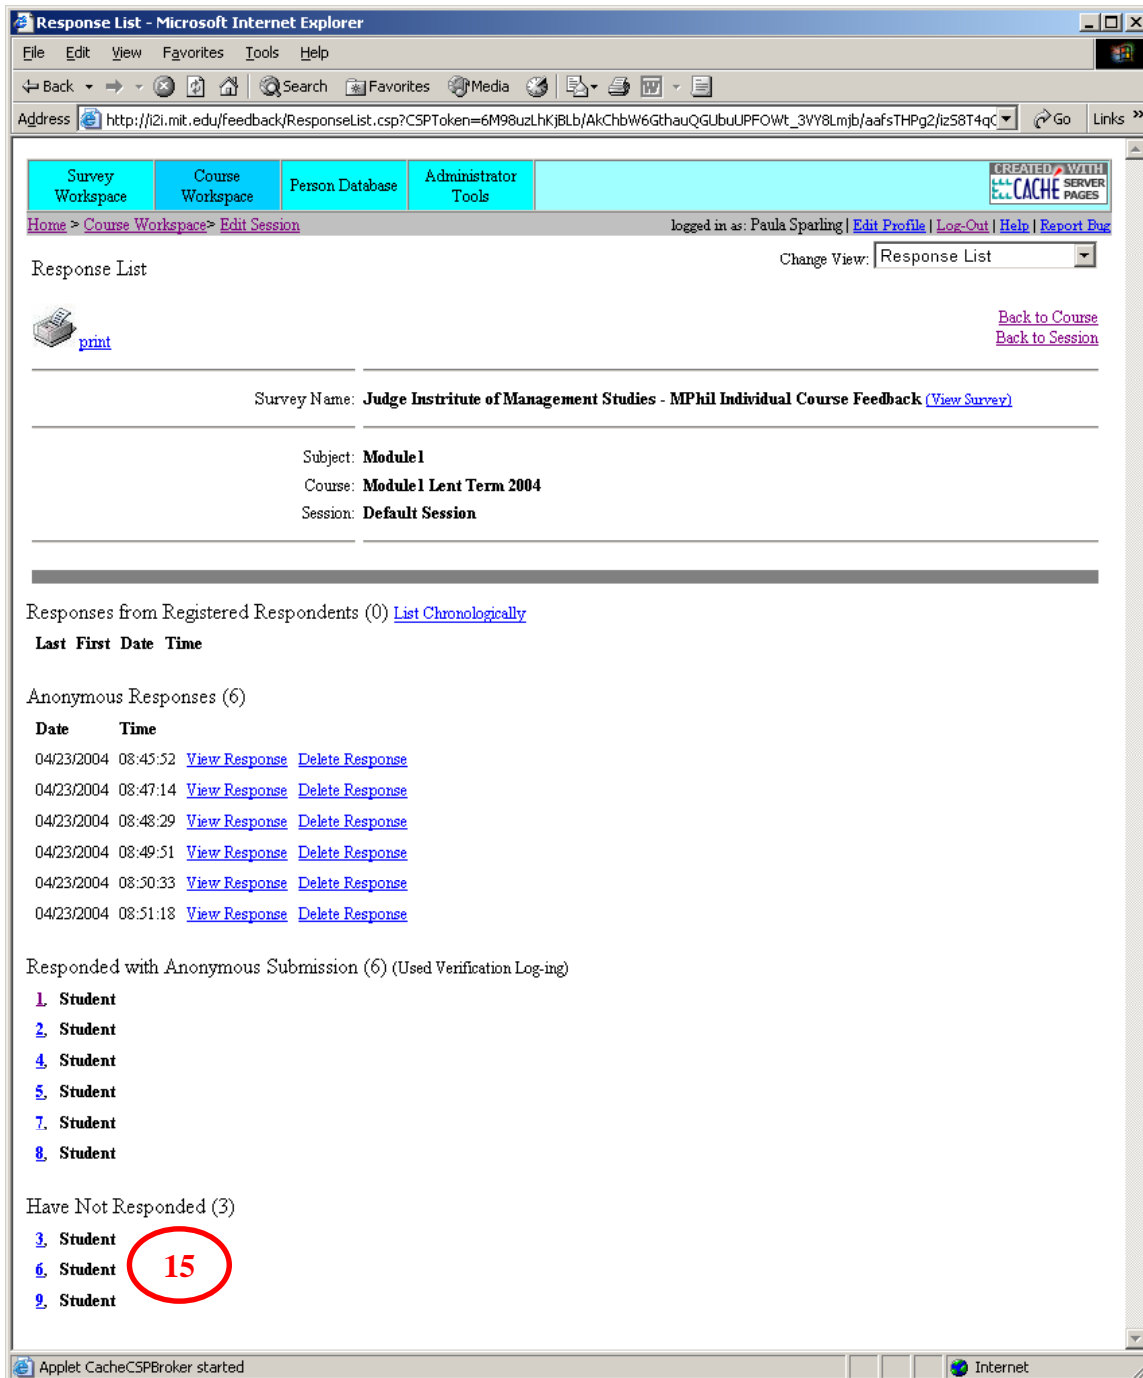 Response List - Microsoft Internet Explorer
File Edit View Favorites Tools Help
Back Search Favorites Media
Address http://i2i.mit.edu/feedback/ResponseList.csp?CSPToken=6M98uzLhKjBLb/AkChbW6GthauQGUbuUPFOWt_3VY8Lmjb/aafsTHPg2/izS8T4qC Go Links »
Survey Workspace Course Workspace Person Database Administrator Tools CREATED WITH CACHÉ SERVER PAGES
Home > Course Workspace> Edit Session logged in as: Paula Sparling | Edit Profile | Log-Out | Help | Report Bug
Response List Change View: Response List
print
Back to Course
Back to Session
Survey Name: Judge Instritute of Management Studies - MPhil Individual Course Feedback (View Survey)
Subject: Module1
Course: Module1 Lent Term 2004
Session: Default Session
Responses from Registered Respondents (0) List Chronologically
Last First Date Time
Anonymous Responses (6)
Date Time
04/23/2004 08:45:52 View Response Delete Response
04/23/2004 08:47:14 View Response Delete Response
04/23/2004 08:48:29 View Response Delete Response
04/23/2004 08:49:51 View Response Delete Response
04/23/2004 08:50:33 View Response Delete Response
04/23/2004 08:51:18 View Response Delete Response
Responded with Anonymous Submission (6) (Used Verification Log-ing)
1, Student
2, Student
4, Student
5, Student
7, Student
8, Student
Have Not Responded (3)
3, Student
6, Student 15
9, Student
Applet CacheCSPBroker started Internet